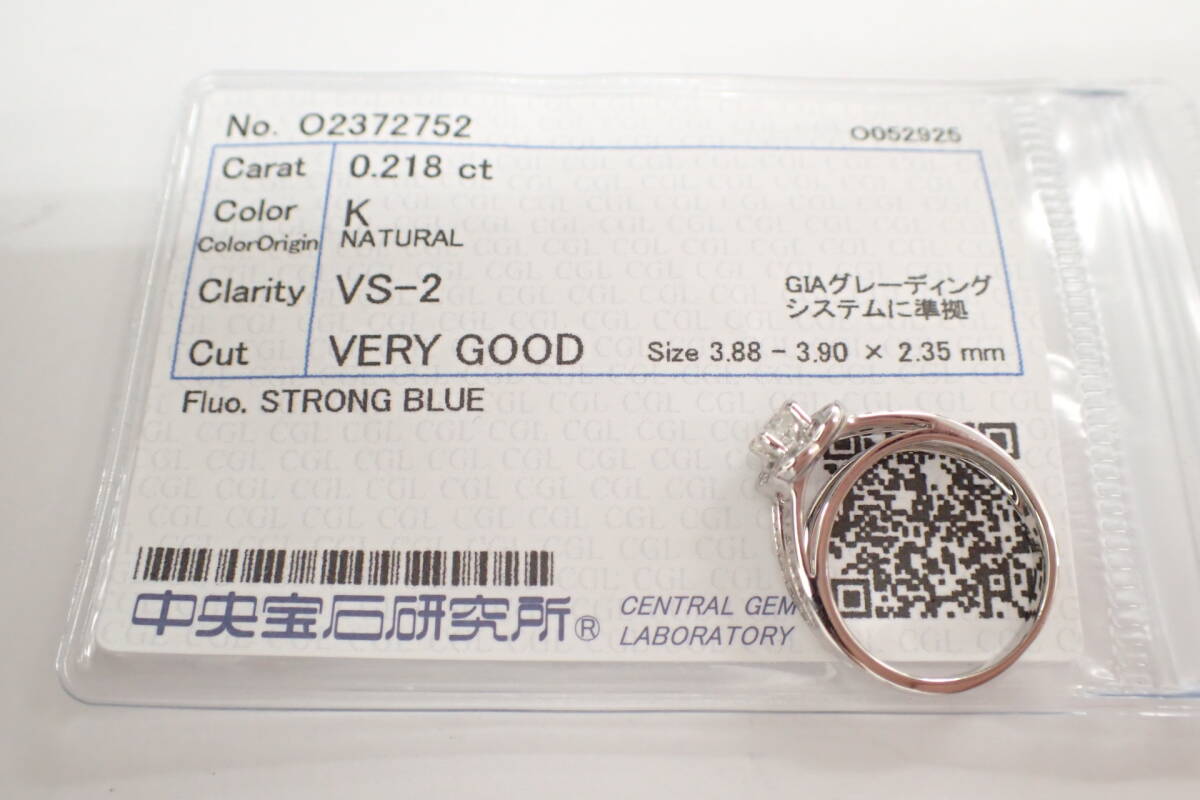 No. O2372752 O052925
Carat 0.218 ct
Color K
ColorOrigin NATURAL
Clarity VS-2
GIAグレーディング
システムに準拠
Cut VERY GOOD Size 3.88 - 3.90 × 2.35 mm
Fluo. STRONG BLUE
中央宝石研究所® CENTRAL GEM
LABORATORY